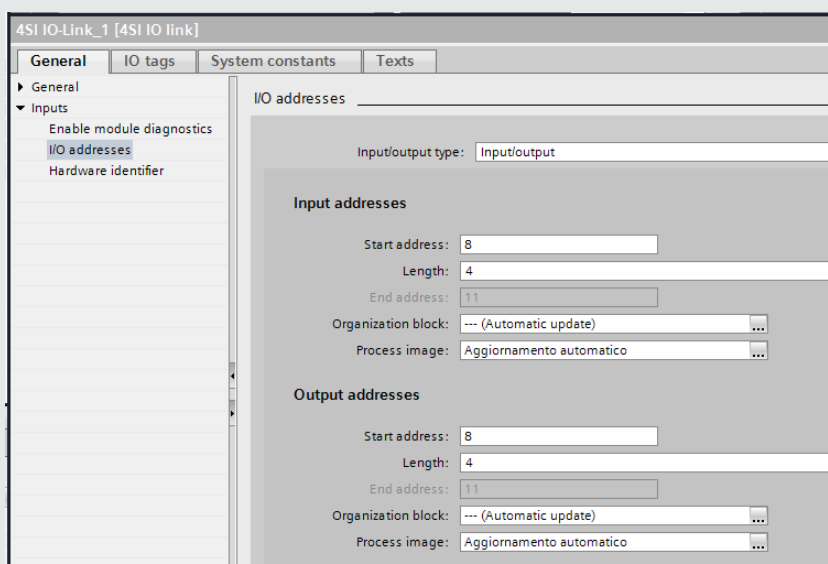 4SI IO-Link_1 [4SI IO link]
General IO tags System constants Texts
General
Inputs
Enable module diagnostics
I/O addresses
Hardware identifier
I/O addresses
Input/output type: Input/output
Input addresses
Start address: 8
Length: 4
End address: 11
Organization block: --- (Automatic update) ...
Process image: Aggiornamento automatico ...
Output addresses
Start address: 8
Length: 4
End address: 11
Organization block: --- (Automatic update) ...
Process image: Aggiornamento automatico ...